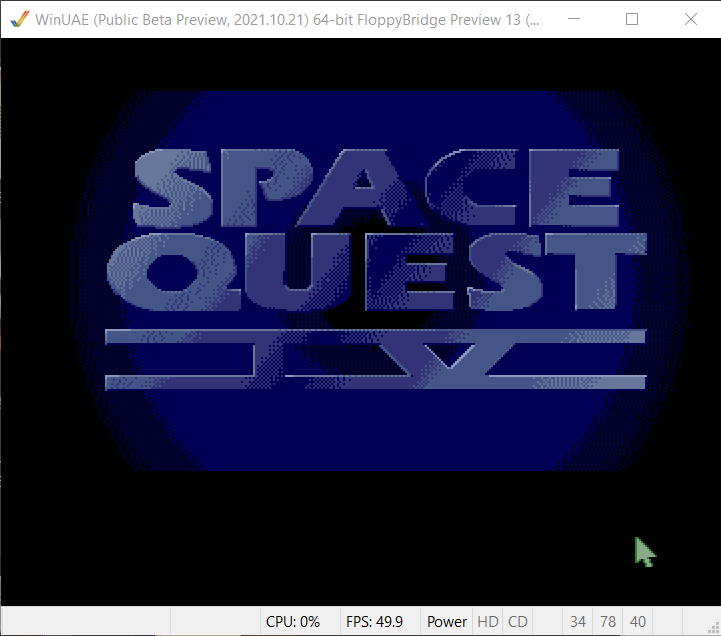 WinUAE (Public Beta Preview, 2021.10.21) 64-bit FloppyBridge Preview 13 (...
SPACE
QUEST
IV
CPU: 0% FPS: 49.9 Power HD CD 34 78 40